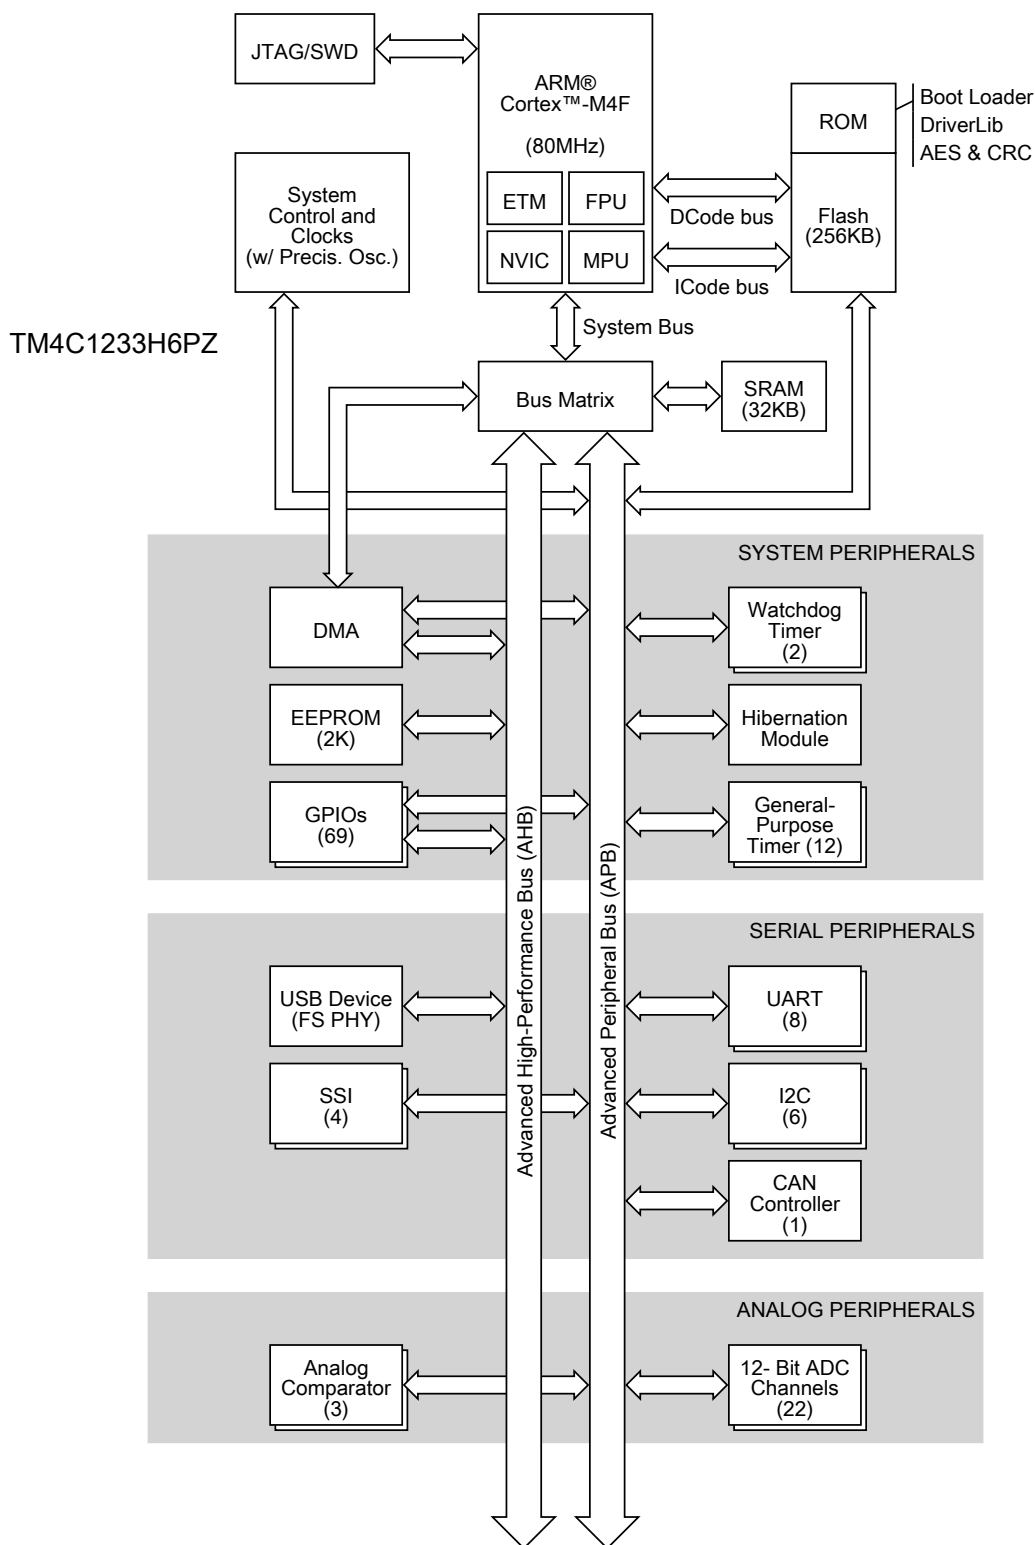 JTAG/SWD
ARM®
Cortex™-M4F
(80MHz)
ETM
FPU
NVIC
MPU
ROM
Boot Loader
DriverLib
AES & CRC
Flash
(256KB)
DCode bus
ICode bus
System
Control and
Clocks
(w/ Precis. Osc.)
TM4C1233H6PZ
System Bus
Bus Matrix
SRAM
(32KB)
SYSTEM PERIPHERALS
DMA
Watchdog
Timer
(2)
EEPROM
(2K)
Hibernation
Module
GPIOs
(69)
General-
Purpose
Timer (12)
Advanced High-Performance Bus (AHB)
Advanced Peripheral Bus (APB)
SERIAL PERIPHERALS
USB Device
(FS PHY)
UART
(8)
SSI
(4)
I2C
(6)
CAN
Controller
(1)
ANALOG PERIPHERALS
Analog
Comparator
(3)
12- Bit ADC
Channels
(22)